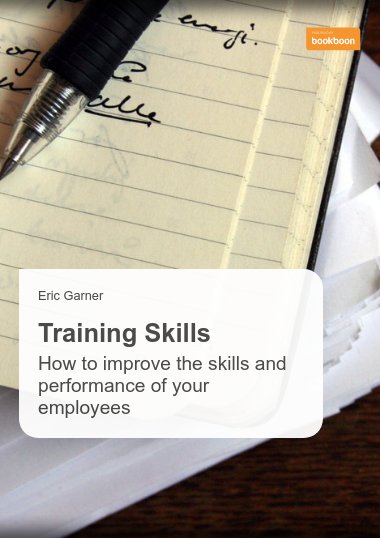 bookboon
Eric Garner
Training Skills
How to improve the skills and
performance of your
employees